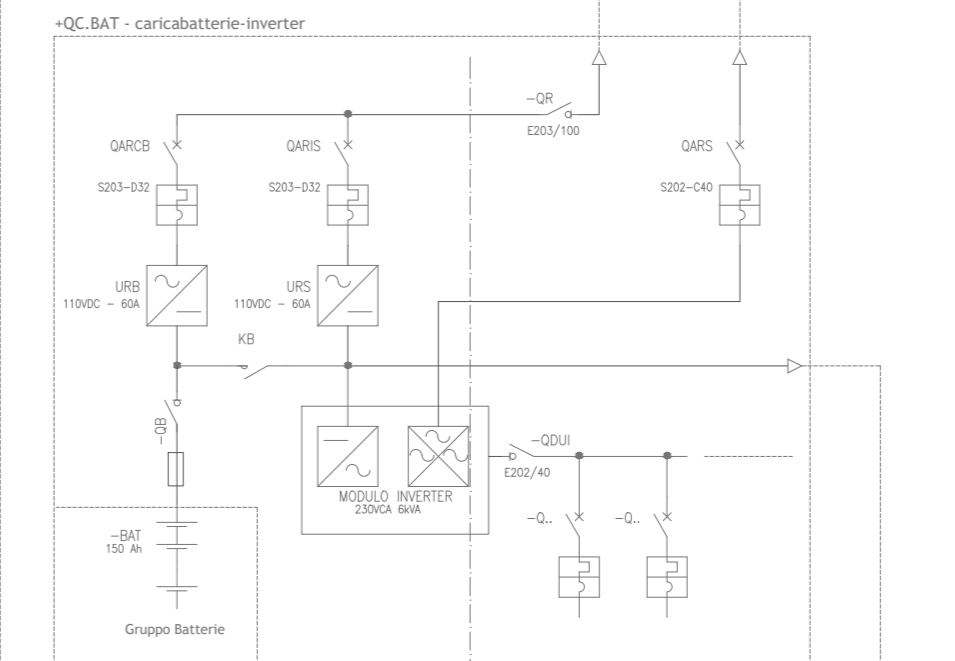 +QC.BAT - caricabatterie-inverter
-QR
E203/100
QARCB
QARIS
QARS
S203-D32
S203-D32
S202-C40
URB
110VDC - 60A
URS
110VDC - 60A
KB
-QB
-QDUI
E202/40
MODULO INVERTER
230VCA 6kVA
-Q..
-Q..
-BAT
150 Ah
Gruppo Batterie